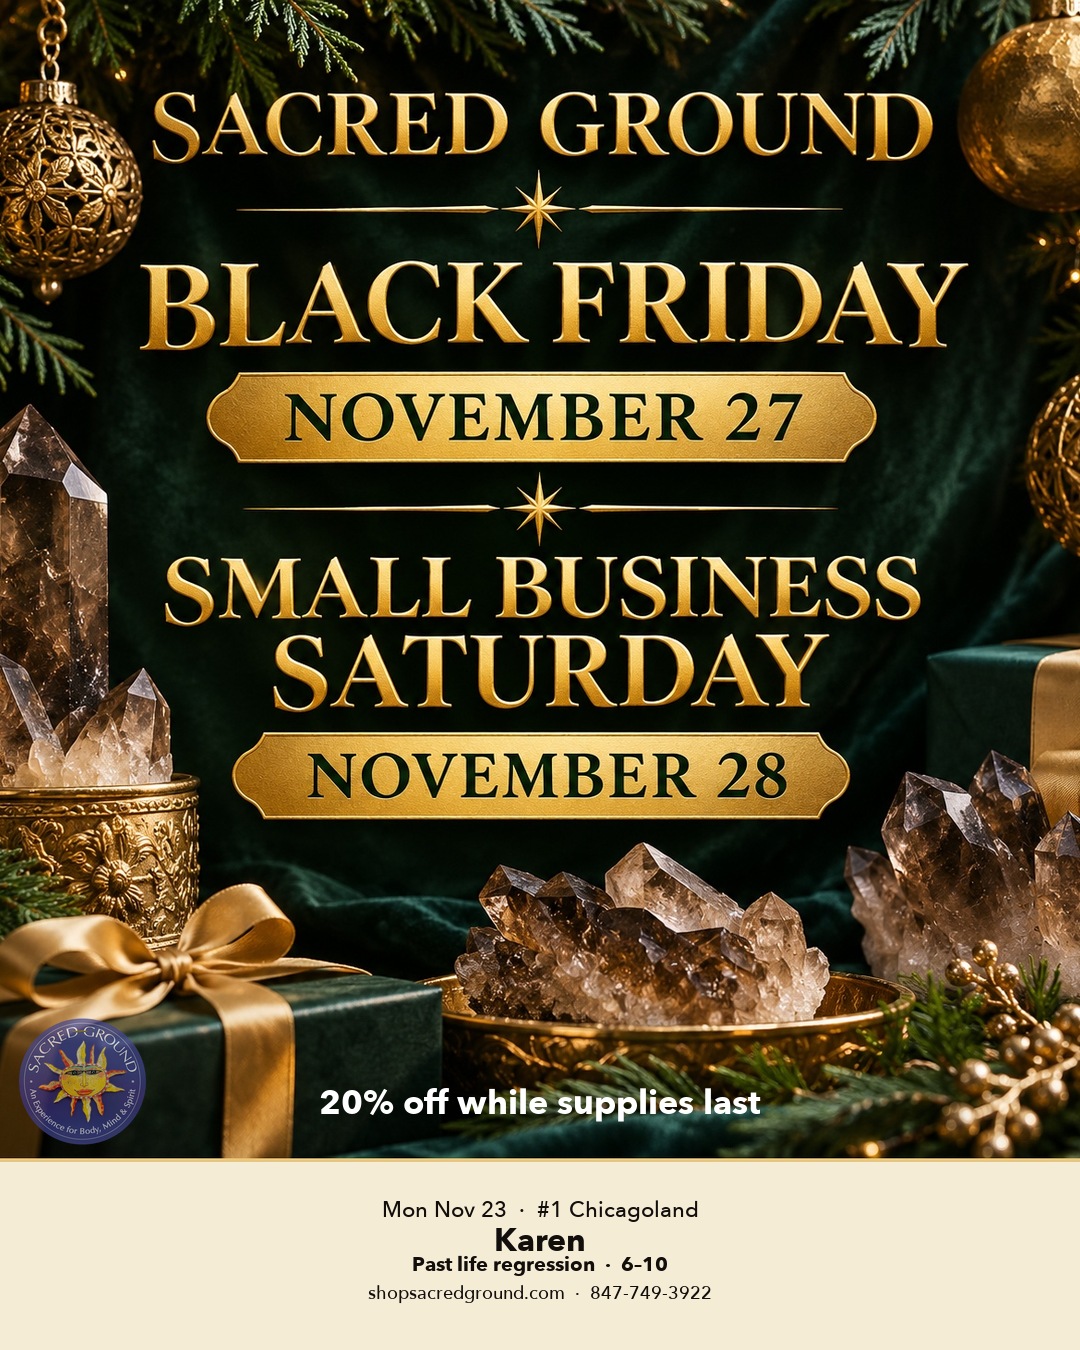 SACRED GROUND
BLACK FRIDAY
NOVEMBER 27
SMALL BUSINESS
SATURDAY
NOVEMBER 28
SACRED GROUND
An Experience for Body, Mind & Spirit
20% off while supplies last
Mon Nov 23 · #1 Chicagoland
Karen
Past life regression · 6–10
shopsacredground.com · 847-749-3922